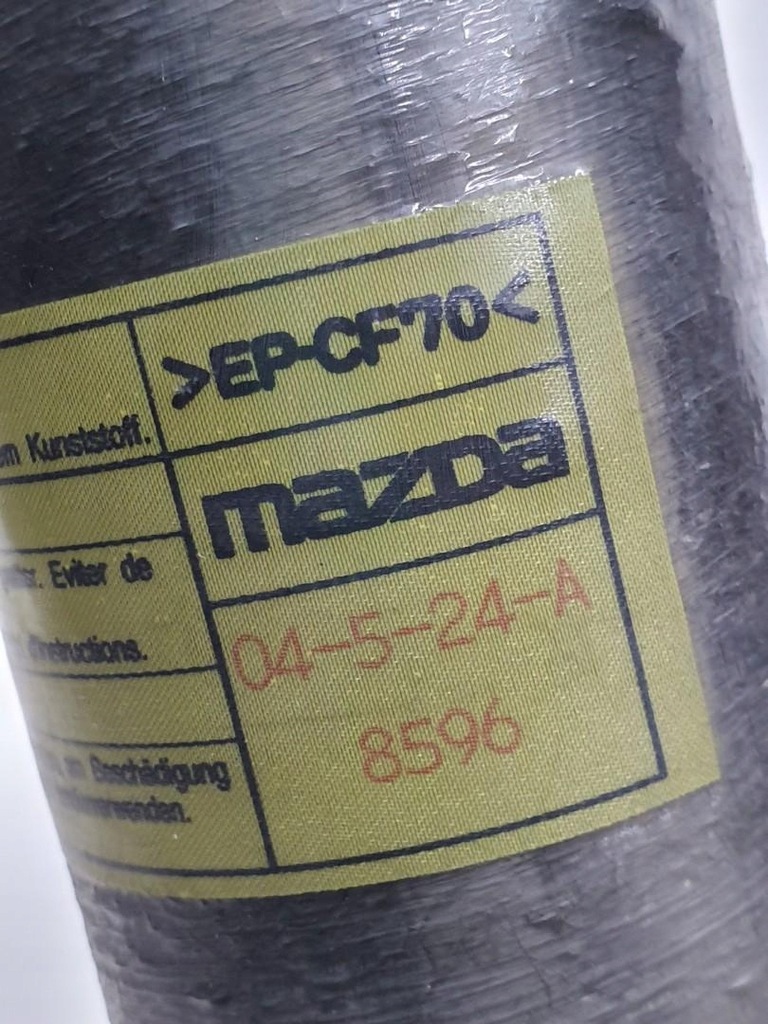 >EP-CF70<
mazda
04-5-24-A
8596
Kunststoff.
Eviter de
d'instructions.
Beschädigung